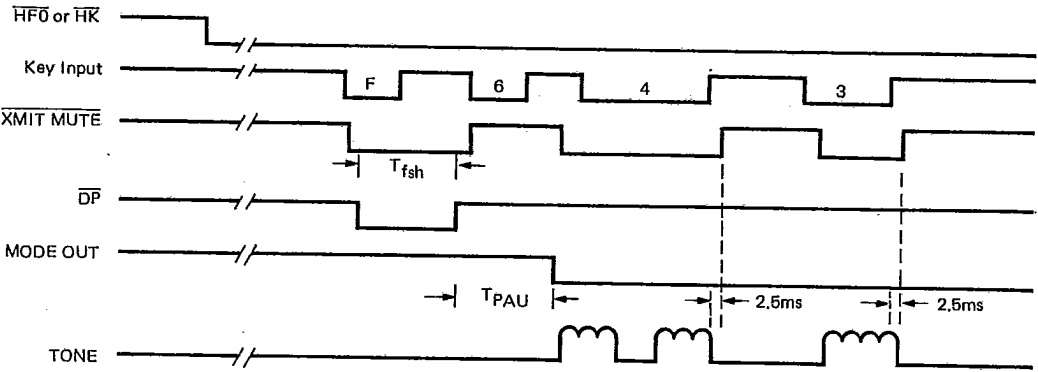 HF0 or HK
Key Input
F 6 4 3
XMIT MUTE
Tfsh
DP
MODE OUT
TPAU
2.5ms 2.5ms
TONE